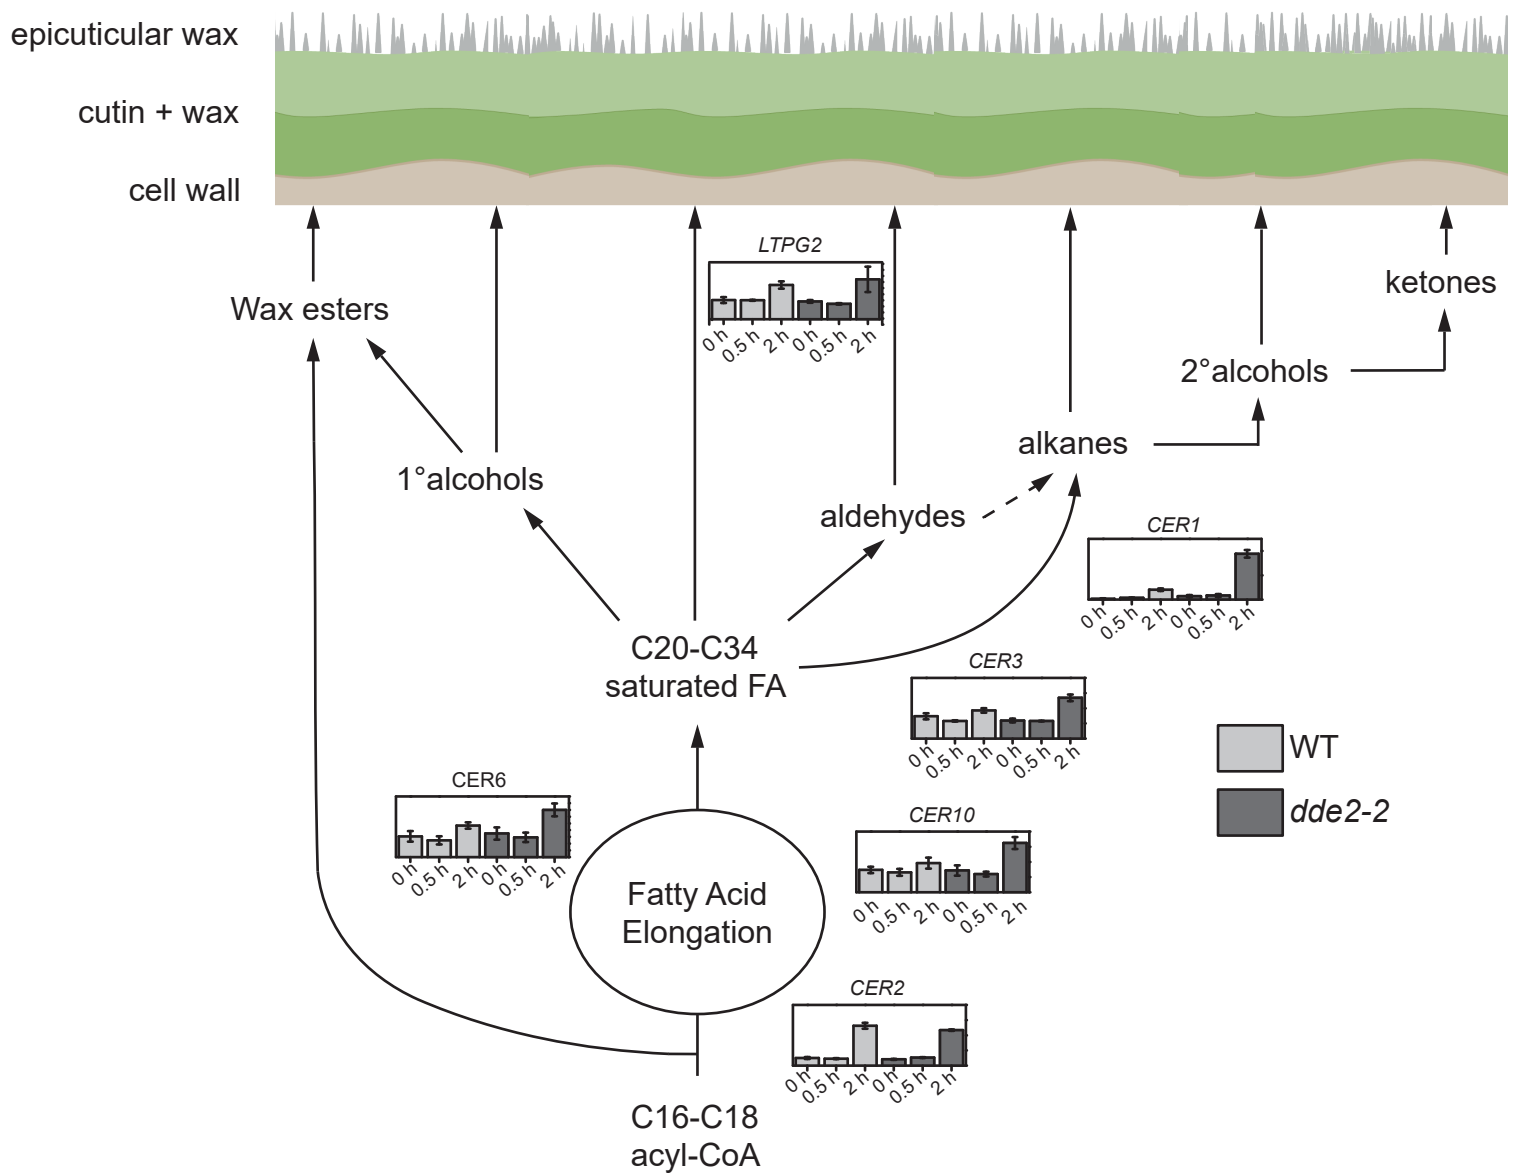 epicuticular wax
cutin + wax
cell wall
LTPG2
0 h 0.5 h 2 h 0 h 0.5 h 2 h
Wax esters
ketones
2°alcohols
alkanes
1°alcohols
aldehydes
CER1
0 h 0.5 h 2 h 0 h 0.5 h 2 h
C20-C34
saturated FA
CER3
0 h 0.5 h 2 h 0 h 0.5 h 2 h
WT
dde2-2
CER6
0 h 0.5 h 2 h 0 h 0.5 h 2 h
CER10
0 h 0.5 h 2 h 0 h 0.5 h 2 h
Fatty Acid
Elongation
CER2
0 h 0.5 h 2 h 0 h 0.5 h 2 h
C16-C18
acyl-CoA